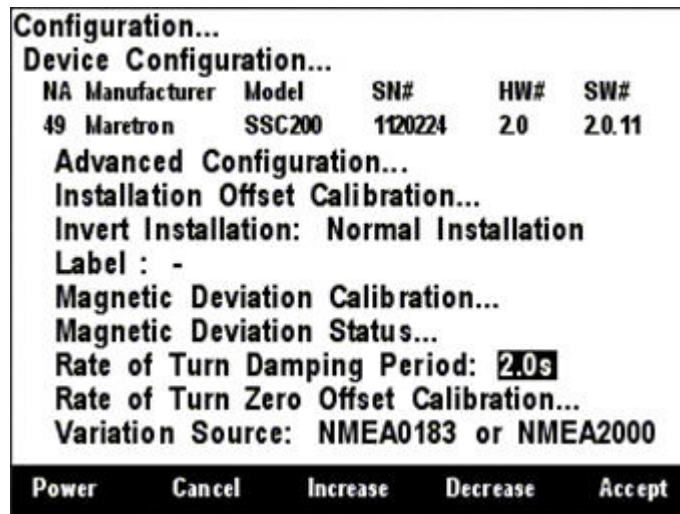 Configuration...
Device Configuration...
NA Manufacturer Model SN# HW# SW#
49 Maretron SSC200 1120224 2.0 2.0.11
Advanced Configuration...
Installation Offset Calibration...
Invert Installation: Normal Installation
Label : -
Magnetic Deviation Calibration...
Magnetic Deviation Status...
Rate of Turn Damping Period: 2.0s
Rate of Turn Zero Offset Calibration...
Variation Source: NMEA0183 or NMEA2000
Power Cancel Increase Decrease Accept